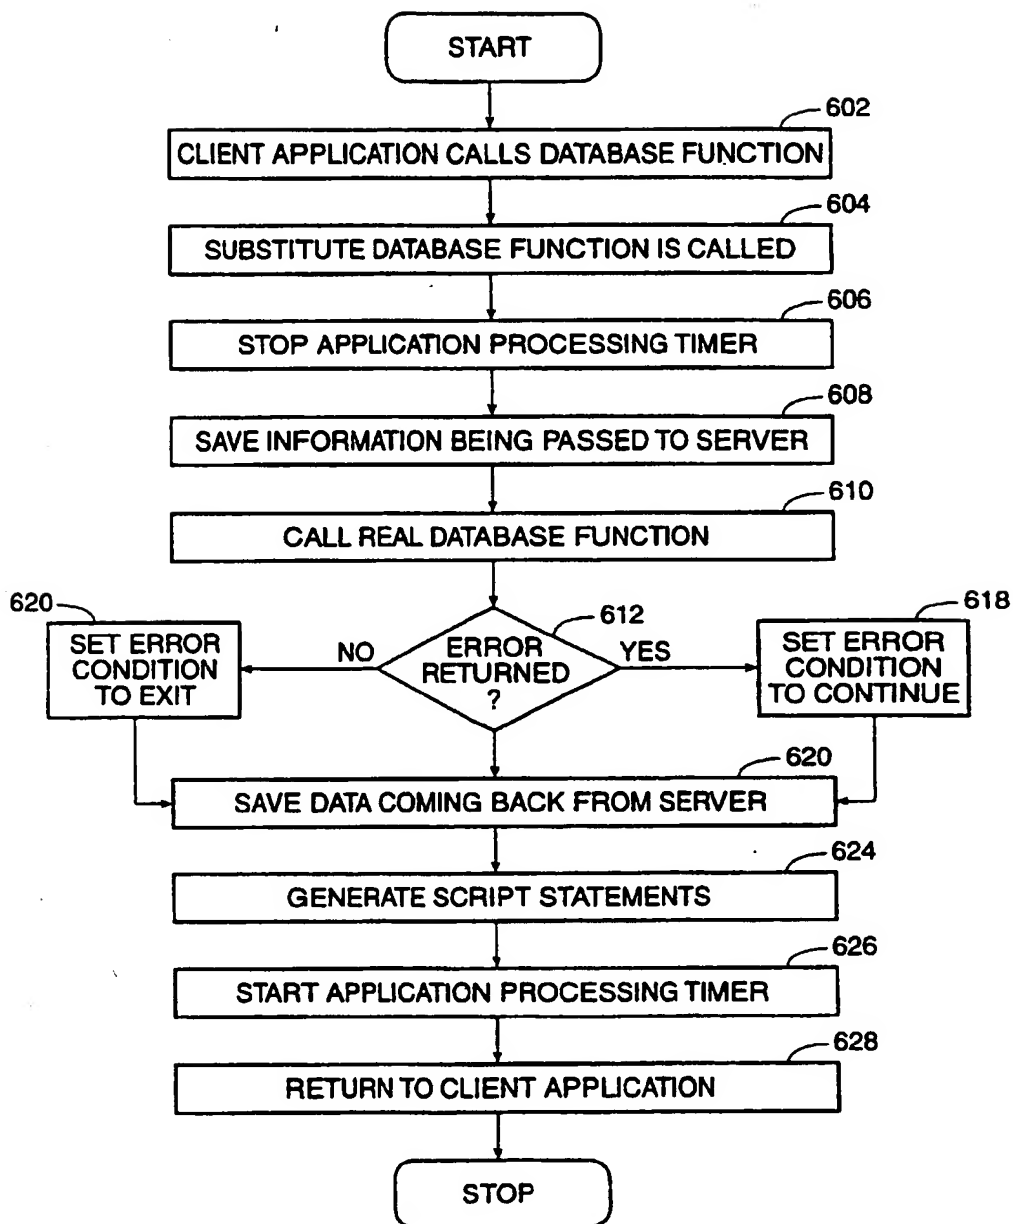 START
602
CLIENT APPLICATION CALLS DATABASE FUNCTION
604
SUBSTITUTE DATABASE FUNCTION IS CALLED
606
STOP APPLICATION PROCESSING TIMER
608
SAVE INFORMATION BEING PASSED TO SERVER
610
CALL REAL DATABASE FUNCTION
620
SET ERROR
CONDITION
TO EXIT
NO
612
ERROR
RETURNED
?
YES
618
SET ERROR
CONDITION
TO CONTINUE
620
SAVE DATA COMING BACK FROM SERVER
624
GENERATE SCRIPT STATEMENTS
626
START APPLICATION PROCESSING TIMER
628
RETURN TO CLIENT APPLICATION
STOP